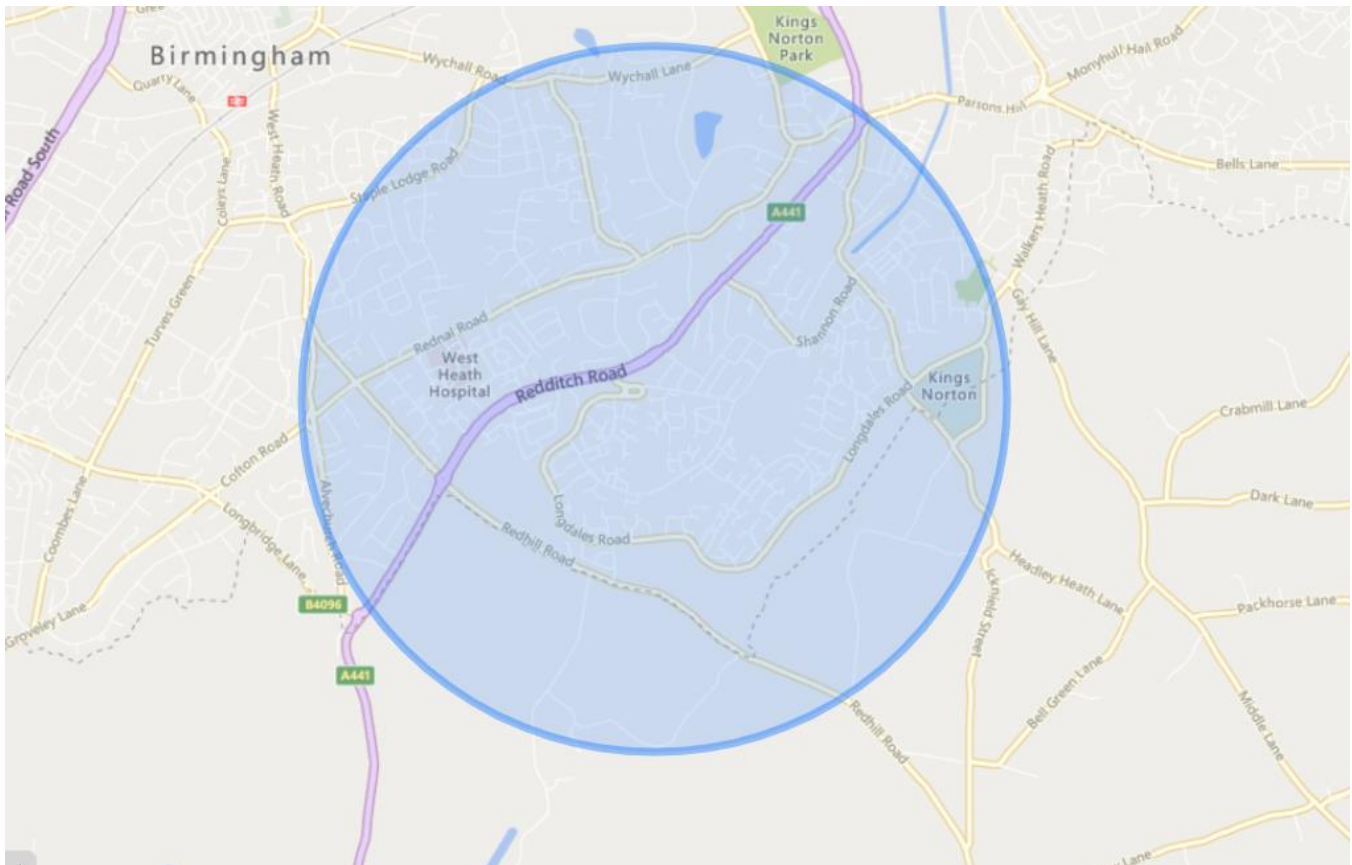 Kings
Norton
Park
Monyhull Hall Road
Birmingham
Wychall Road
Wychall Lane
Quarry Lane
Parsons Hill
West Heath Road
Bells Lane
Road South
Staple Lodge Road
Coleys Lane
A441
Walkers Heath Road
Turves Green
Gay Hill Lane
Rednal Road
Shannon Road
West
Heath
Hospital
Redditch Road
Kings
Norton
Crabmill Lane
Cofton Road
Longdales Road
Coombes Lane
Alvechurch Road
Longbridge Lane
Dark Lane
Longdales Road
Redhill Road
Headley Heath Lane
Ickfield Street
B4096
Groveley Lane
Packhorse Lane
A441
Bell Green Lane
Redhill Road
Middle Lane